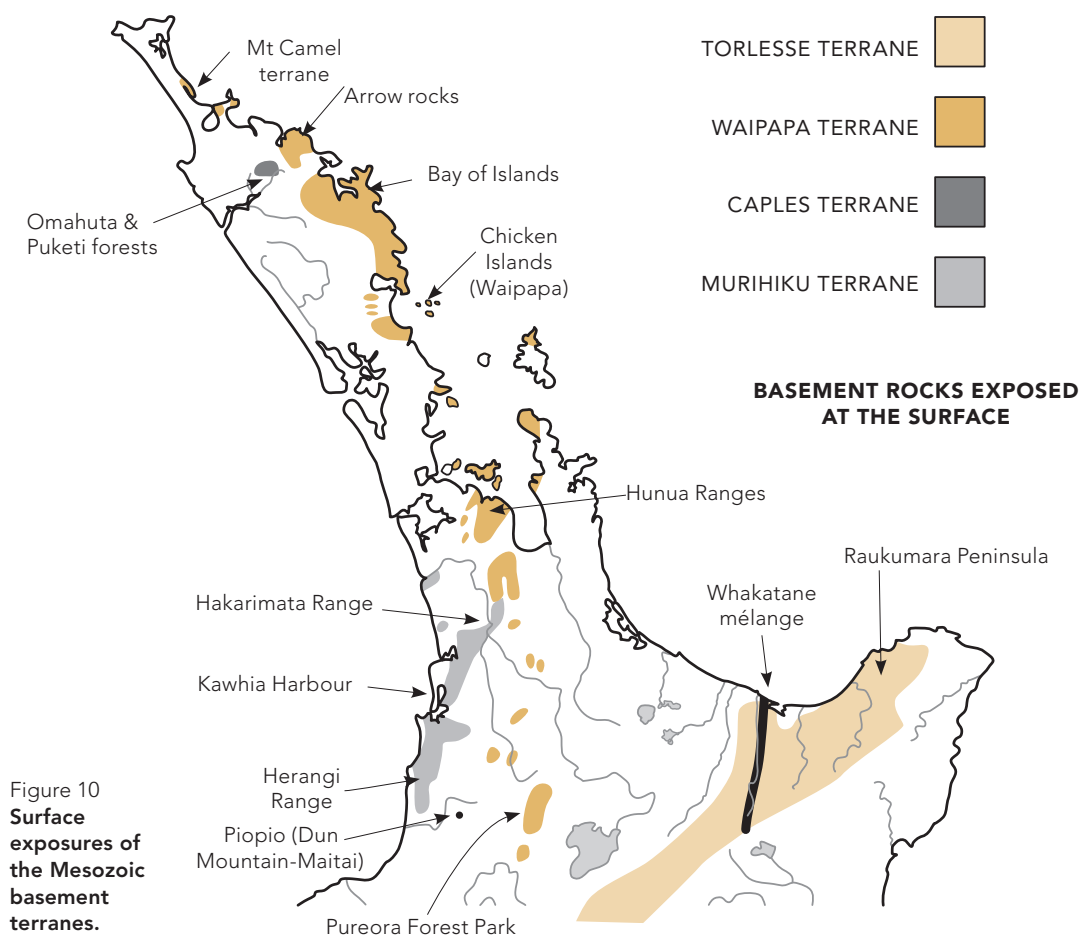 Mt Camel
terrane
Arrow rocks
Bay of Islands
Omahuta &
Puketi forests
Chicken
Islands
(Waipapa)
TORLESSE TERRANE
WAIPAPA TERRANE
CAPLES TERRANE
MURIHIKU TERRANE
BASEMENT ROCKS EXPOSED
AT THE SURFACE
Hunua Ranges
Raukumara Peninsula
Whakatane
mélange
Hakarimata Range
Kawhia Harbour
Herangi
Range
Piopio (Dun
Mountain-Maitai)
Pureora Forest Park
Figure 10
Surface
exposures of
the Mesozoic
basement
terranes.